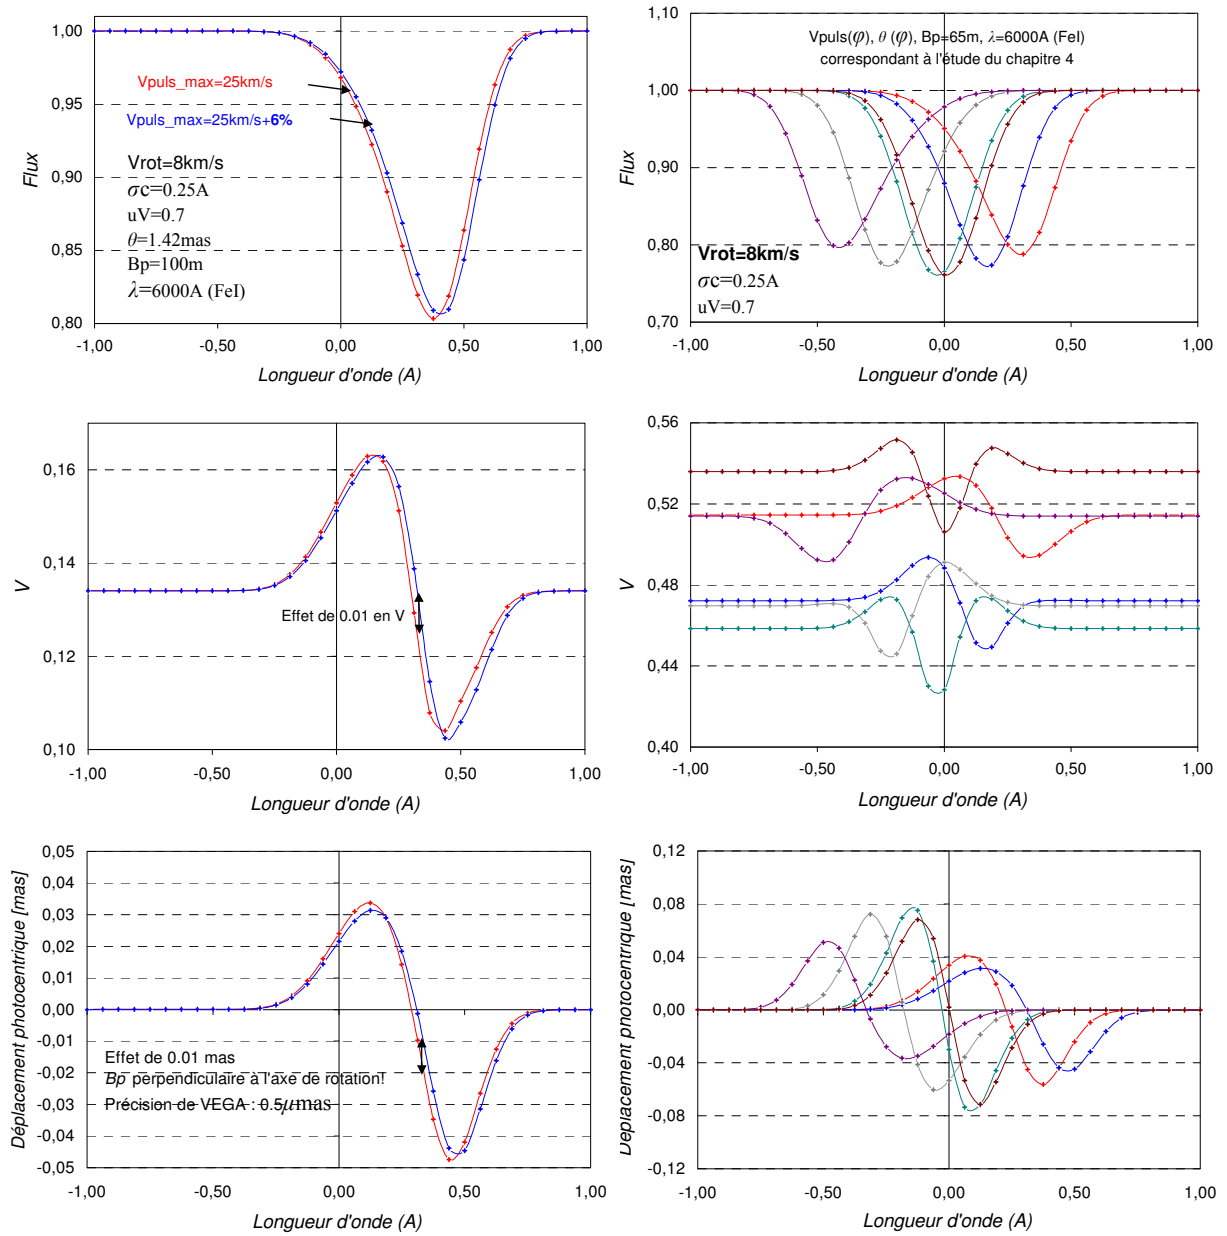 1,00
0,95
0,90
0,85
0,80
Flux
Vpuls_max=25km/s
Vpuls_max=25km/s+6%
Vrot=8km/s
σc=0.25A
uV=0.7
θ=1.42mas
Bp=100m
λ=6000A (FeI)
-1,00 -0,50 0,00 0,50 1,00
Longueur d'onde (A)
1,10
1,00
0,90
0,80
0,70
Flux
Vpuls(φ), θ (φ), Bp=65m, λ=6000A (FeI)
correspondant à l'étude du chapitre 4
Vrot=8km/s
σc=0.25A
uV=0.7
-1,00 -0,50 0,00 0,50 1,00
Longueur d'onde (A)
0,16
0,14
0,12
0,10
V
Effet de 0.01 en V
-1,00 -0,50 0,00 0,50 1,00
Longueur d'onde (A)
0,56
0,52
0,48
0,44
0,40
V
-1,00 -0,50 0,00 0,50 1,00
Longueur d'onde (A)
0,05
0,04
0,03
0,02
0,01
0,00
-0,01
-0,02
-0,03
-0,04
-0,05
Déplacement photocentrique [mas]
Effet de 0.01 mas
Bp perpendiculaire à l'axe de rotation!
Précision de VEGA : 0.5μmas
-1,00 -0,50 0,00 0,50 1,00
Longueur d'onde (A)
0,12
0,08
0,04
0,00
-0,04
-0,08
-0,12
Déplacement photocentrique [mas]
-1,00 -0,50 0,00 0,50 1,00
Longueur d'onde (A)